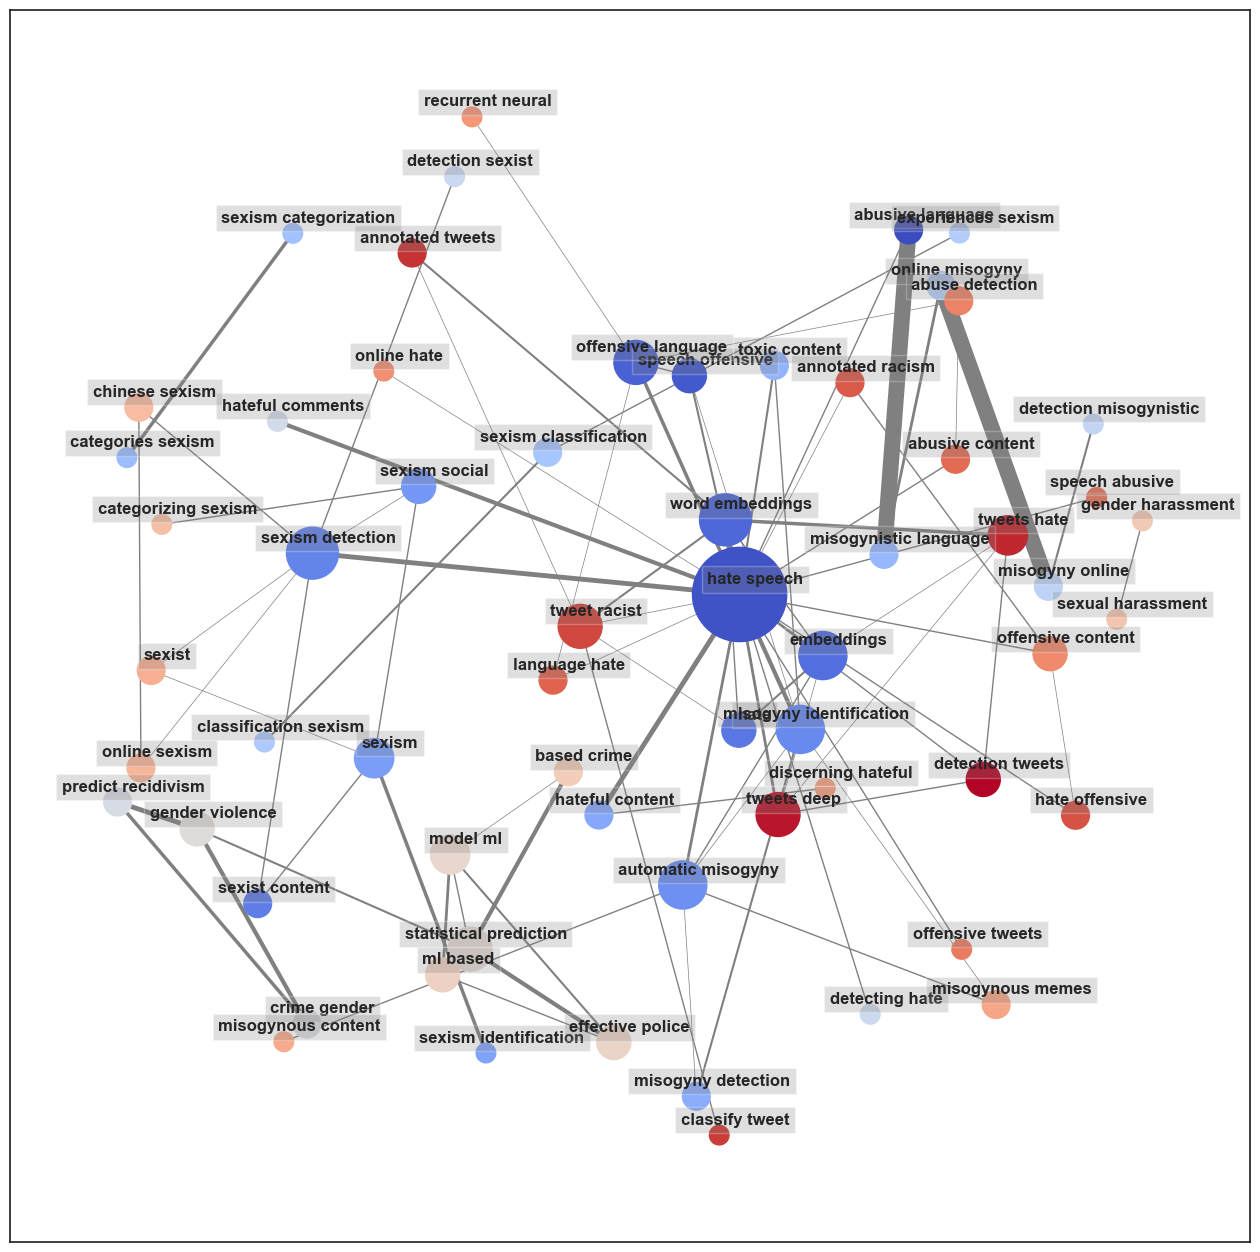 recurrent neural
detection sexist
sexism categorization
abusive language
experiences sexism
annotated tweets
online misogyny
abuse detection
offensive language
toxic content
online hate
speech offensive
annotated racism
chinese sexism
hateful comments
detection misogynistic
sexism classification
categories sexism
abusive content
sexism social
speech abusive
word embeddings
gender harassment
categorizing sexism
tweets hate
sexism detection
misogynistic language
misogyny online
hate speech
sexual harassment
tweet racist
embeddings
offensive content
sexist
language hate
misogyny identification
classification sexism
sexism
online sexism
based crime
detection tweets
discerning hateful
predict recidivism
hateful content
tweets deep
hate offensive
gender violence
model ml
automatic misogyny
sexist content
statistical prediction
offensive tweets
ml based
misogynous memes
detecting hate
crime gender
misogynous content
effective police
sexism identification
misogyny detection
classify tweet